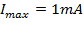 I_max = 1mA